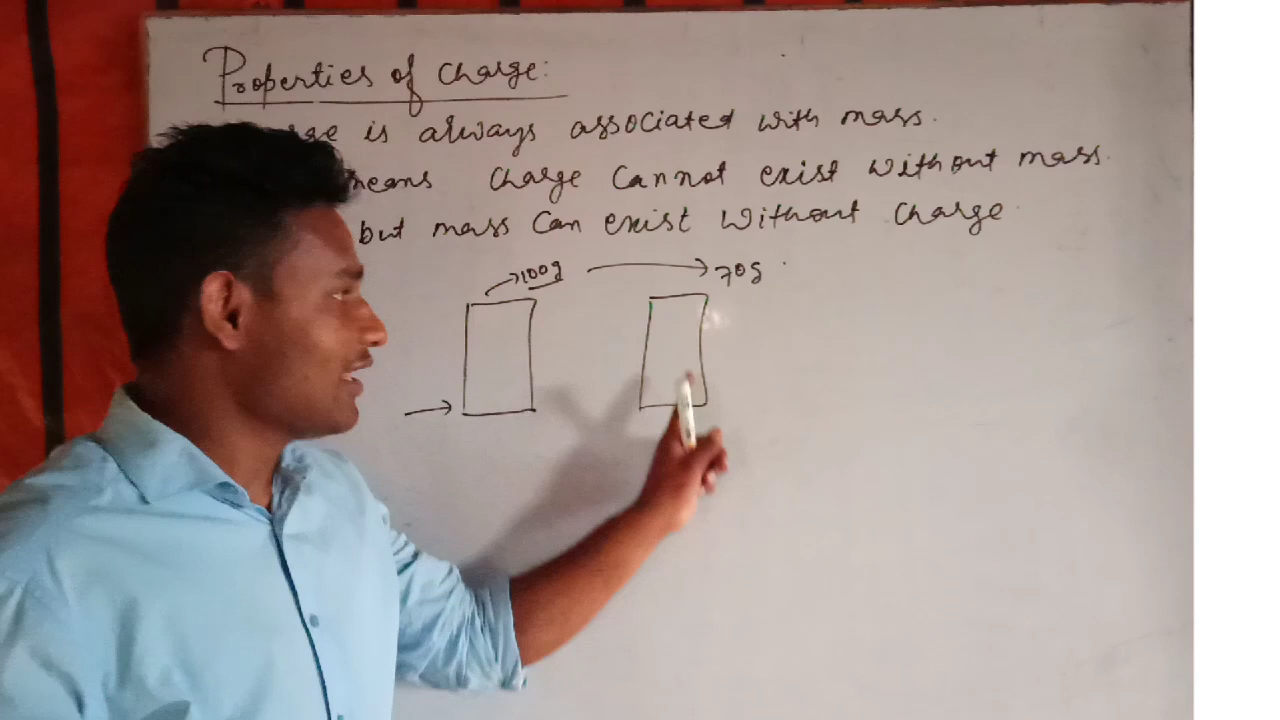 Properties of charge:
is always associated with mass.
means charge cannot exist without mass.
but mass can exist without charge
100g 70g